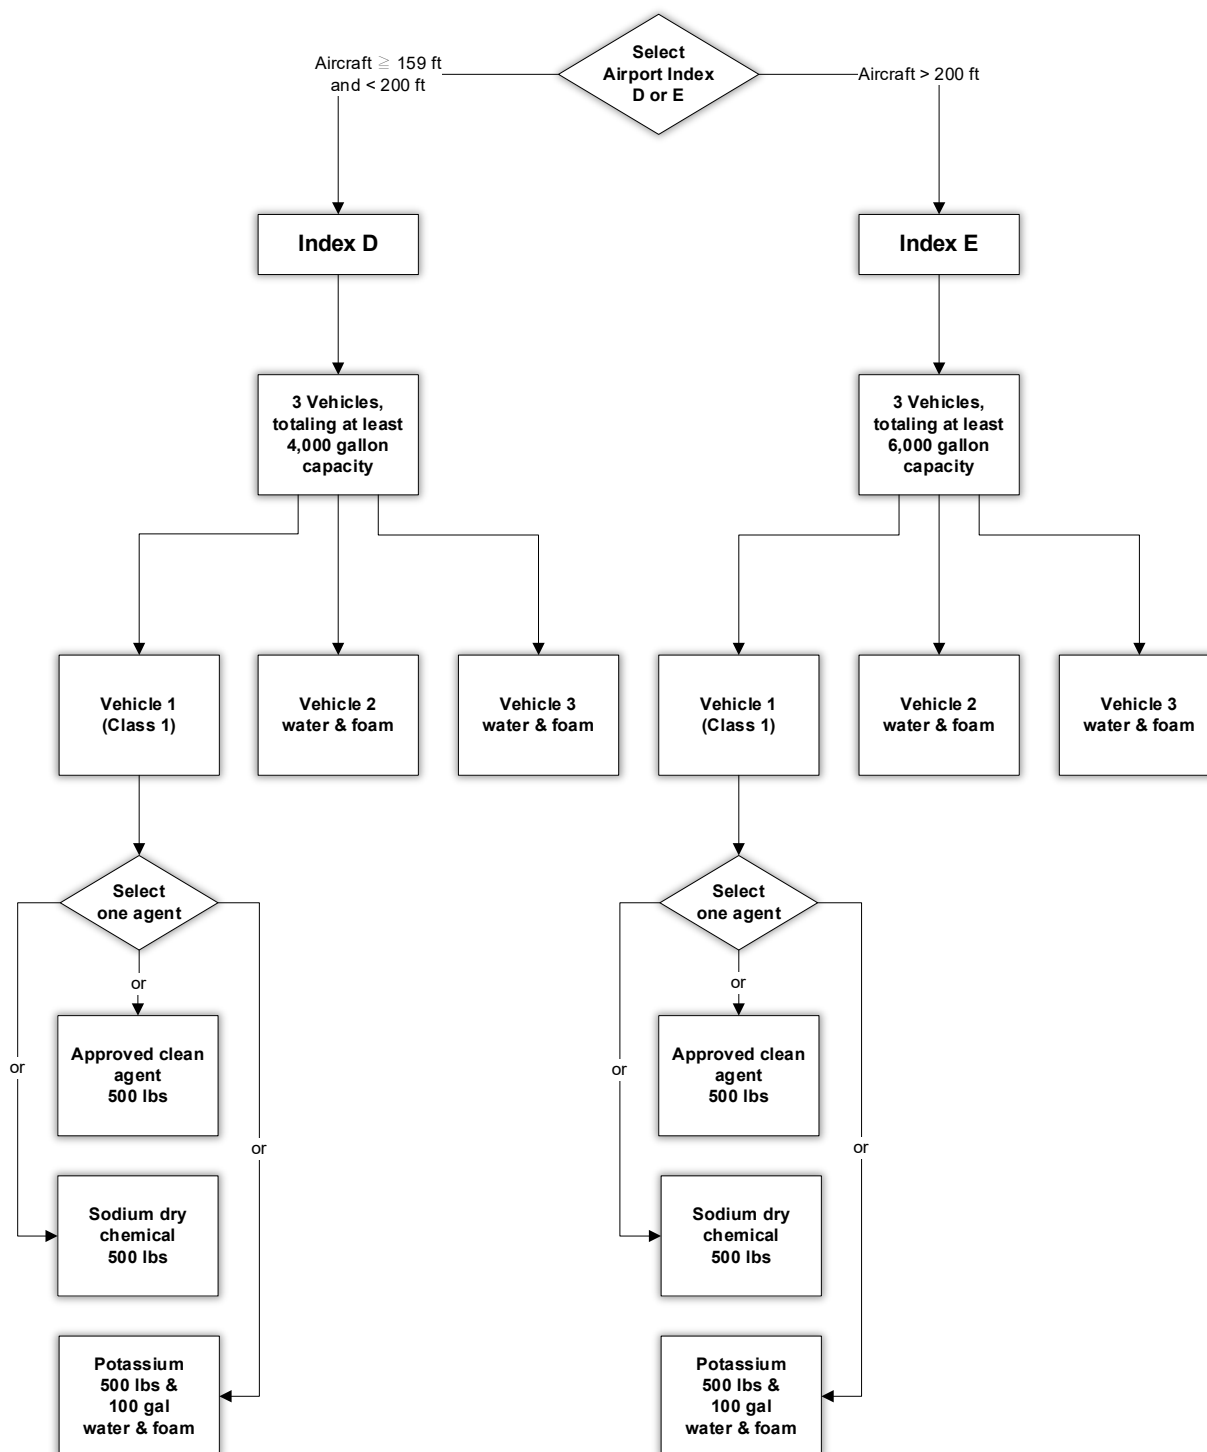 Select
Airport Index
D or E
Aircraft ≧ 159 ft
and < 200 ft
Aircraft > 200 ft
Index D
Index E
3 Vehicles,
totaling at least
4,000 gallon
capacity
3 Vehicles,
totaling at least
6,000 gallon
capacity
Vehicle 1
(Class 1)
Vehicle 2
water & foam
Vehicle 3
water & foam
Vehicle 1
(Class 1)
Vehicle 2
water & foam
Vehicle 3
water & foam
Select
one agent
Select
one agent
or
or
Approved clean
agent
500 lbs
Approved clean
agent
500 lbs
or
or
or
or
Sodium dry
chemical
500 lbs
Sodium dry
chemical
500 lbs
Potassium
500 lbs &
100 gal
water & foam
Potassium
500 lbs &
100 gal
water & foam